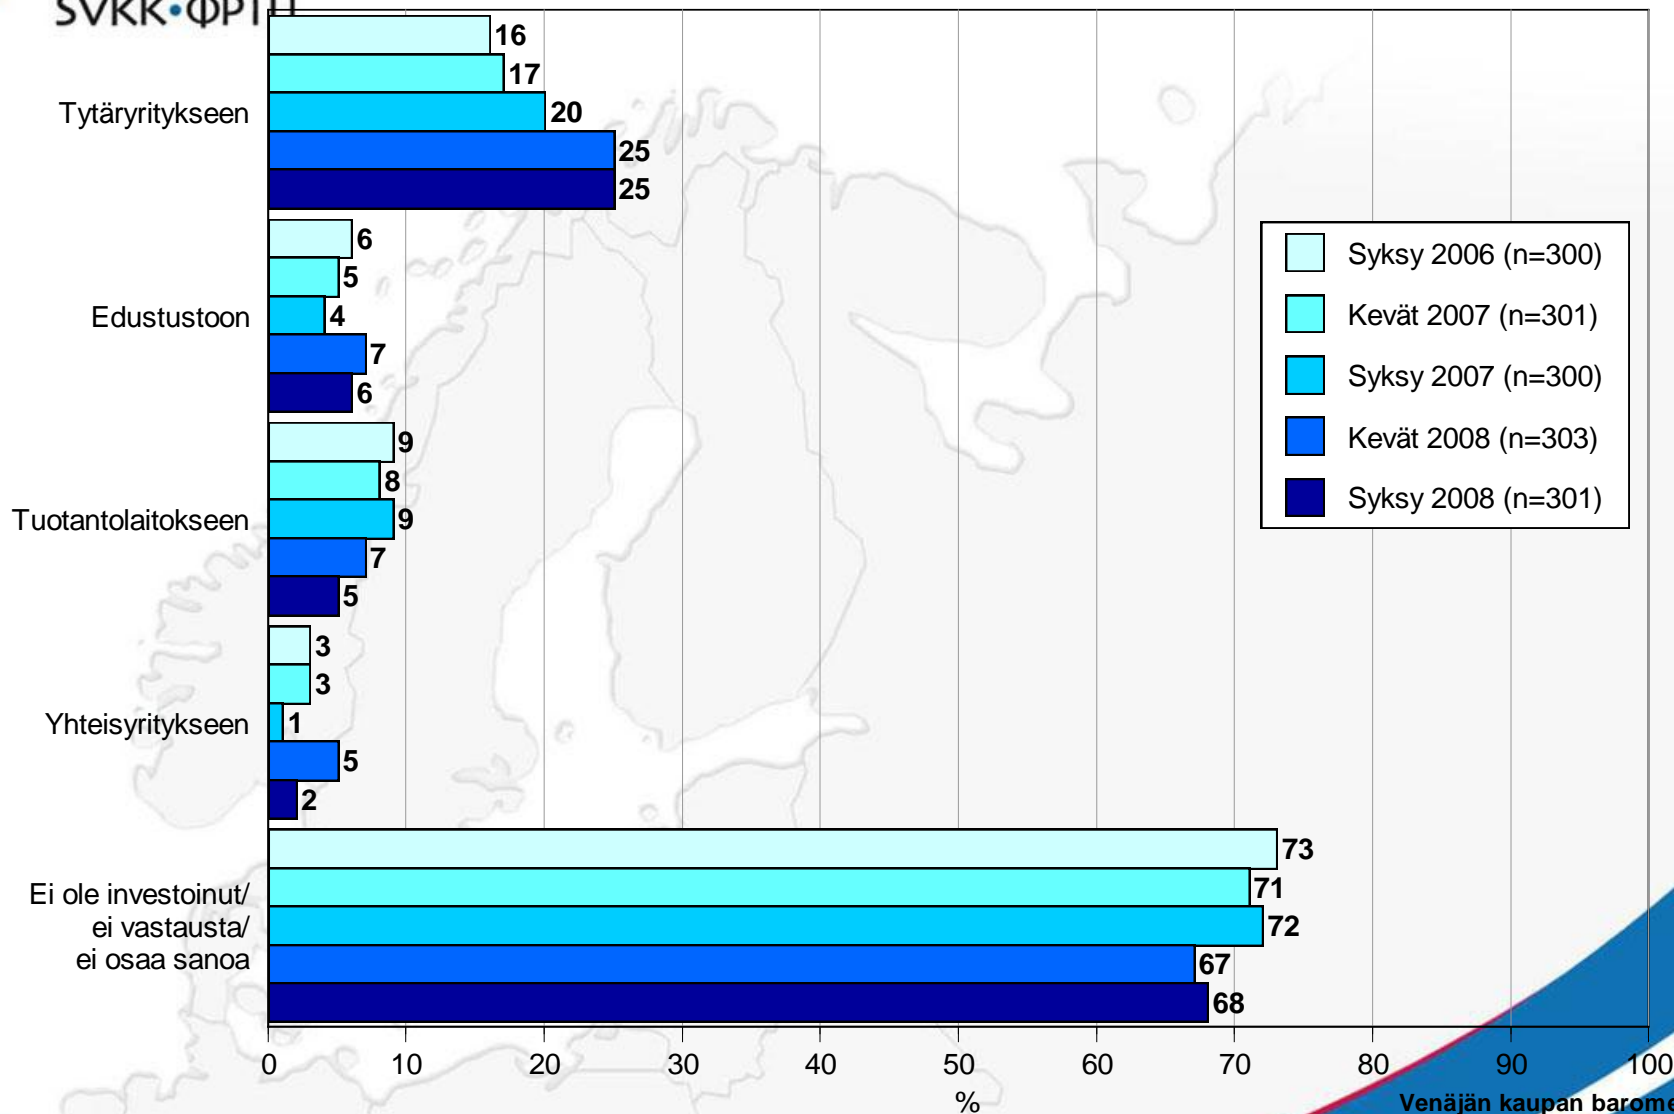 SVKK•ФРТП
16
17
Tytäryritykseen
20
25
25
6
5
Edustustoon
4
7
6
9
8
Tuotantolaitokseen
9
7
5
3
3
Yhteisyritykseen
1
5
2
73
Ei ole investoinut/
71
ei vastausta/
72
ei osaa sanoa
67
68
Syksy 2006 (n=300)
Kevät 2007 (n=301)
Syksy 2007 (n=300)
Kevät 2008 (n=303)
Syksy 2008 (n=301)
0 10 20 30 40 50 60 70 80 90 100
%
Venäjän kaupan barome